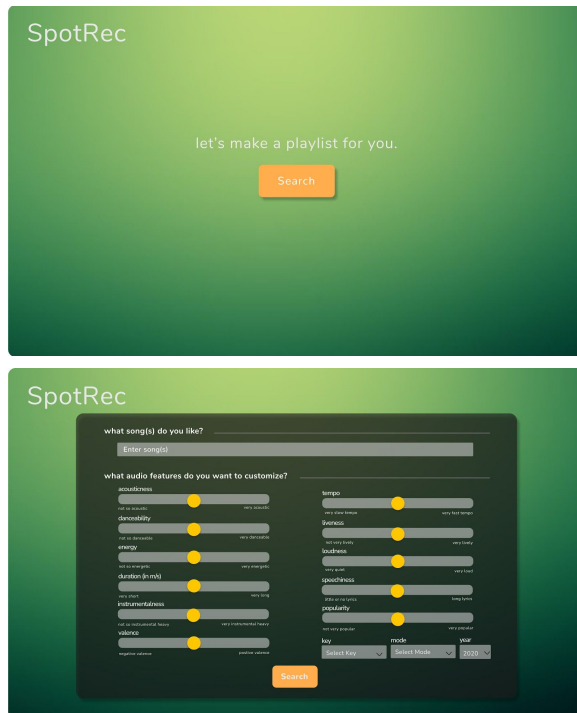 SpotRec
let's make a playlist for you.
Search
SpotRec
what song(s) do you like?
Enter song(s)
what audio features do you want to customize?
acousticness
not so acoustic very acoustic
danceability
not so danceable very danceable
energy
not so energetic very energetic
duration (in m/s)
very short very long
instrumentalness
not so instrumental heavy very instrumental heavy
valence
negative valence positive valence
tempo
very slow tempo very fast tempo
liveness
not very lively very lively
loudness
very quiet very loud
speechiness
little or no lyrics long lyrics
popularity
not very popular very popular
key mode year
Select Key Select Mode 2020
Search